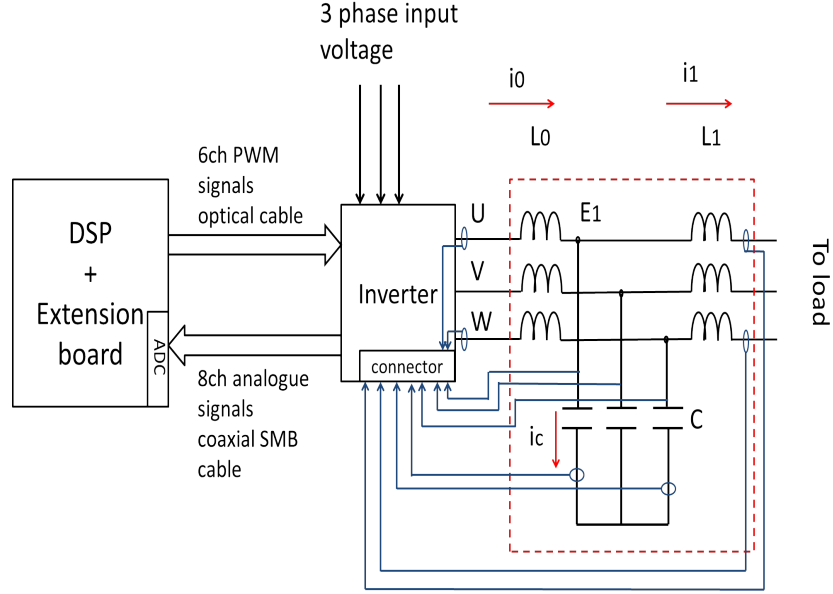 3 phase input
voltage
i0
i1
L0
L1
6ch PWM
signals
optical cable
DSP
+
Extension
board
ADC
Inverter
connector
U
V
W
E1
To load
8ch analogue
signals
coaxial SMB
cable
ic
C